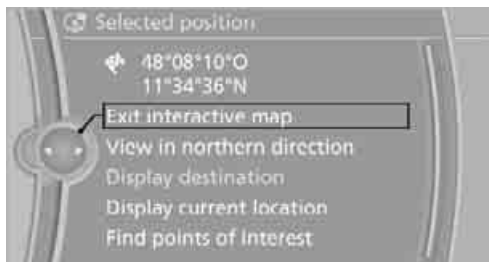 Selected position
48°08'10"O
11°34'36"N
Exit interactive map
View in northern direction
Display destination
Display current location
Find points of Interest